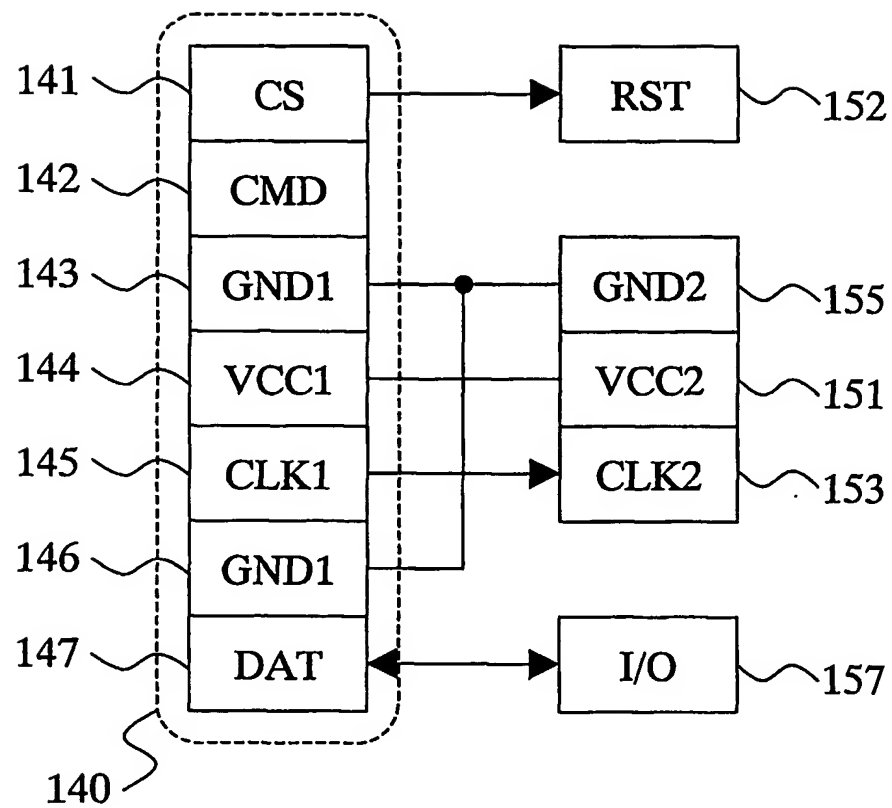 141 CS RST 152
142 CMD
143 GND1 GND2 155
144 VCC1 VCC2 151
145 CLK1 CLK2 153
146 GND1
147 DAT I/O 157
140